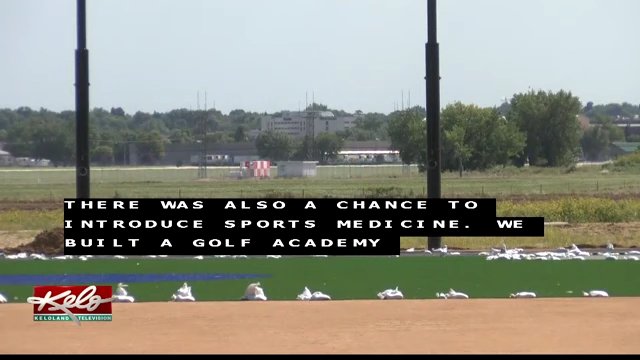 THERE WAS ALSO A CHANCE TO
INTRODUCE SPORTS MEDICINE. WE
BUILT A GOLF ACADEMY
Kelo
KELOLAND TELEVISION